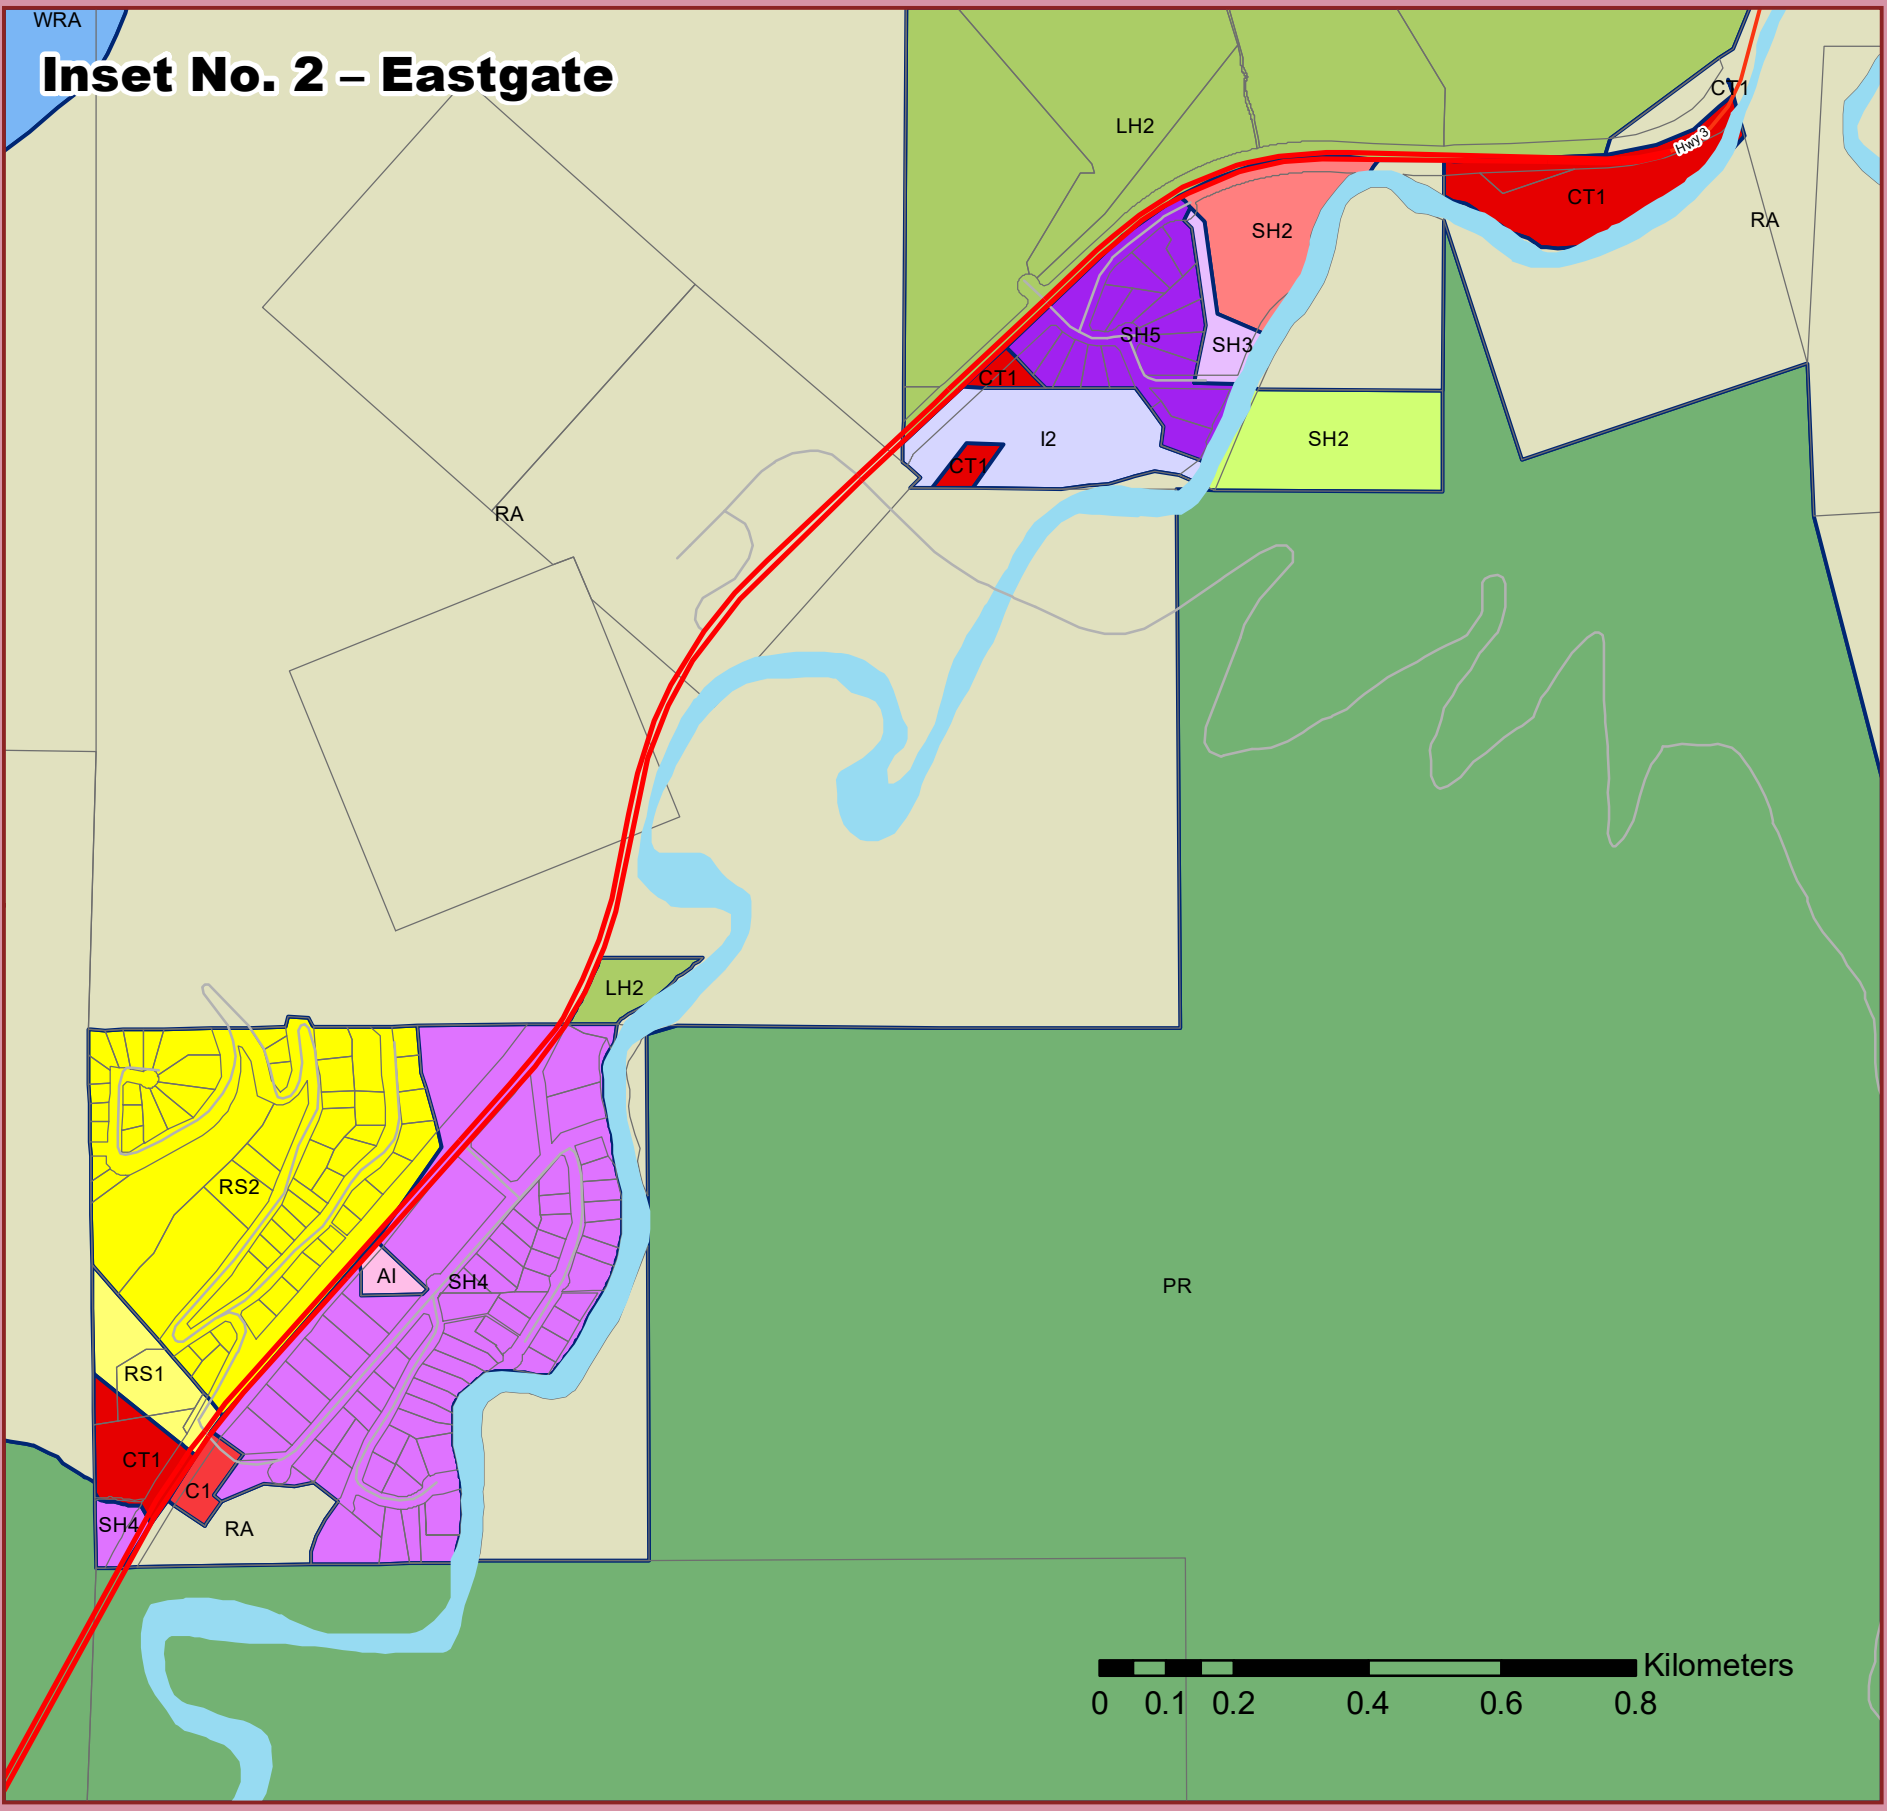 WRA
Inset No. 2 – Eastgate
CT1
LH2
Hwy 3
CT1
RA
SH2
SH5
SH3
CT1
I2
SH2
CT1
RA
LH2
RS2
AI
SH4
PR
RS1
CT1
C1
SH4
RA
Kilometers
0 0.1 0.2 0.4 0.6 0.8